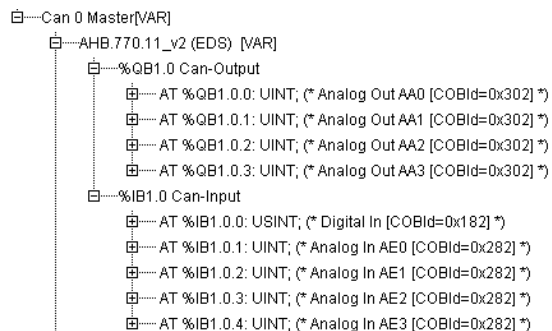 Can 0 Master[VAR]
AHB.770.11_v2 (EDS) [VAR]
%QB1.0 Can-Output
AT %QB1.0.0: UINT; (* Analog Out AA0 [COBId=0x302] *)
AT %QB1.0.1: UINT; (* Analog Out AA1 [COBId=0x302] *)
AT %QB1.0.2: UINT; (* Analog Out AA2 [COBId=0x302] *)
AT %QB1.0.3: UINT; (* Analog Out AA3 [COBId=0x302] *)
%IB1.0 Can-Input
AT %IB1.0.0: USINT; (* Digital In [COBId=0x182] *)
AT %IB1.0.1: UINT; (* Analog In AE0 [COBId=0x282] *)
AT %IB1.0.2: UINT; (* Analog In AE1 [COBId=0x282] *)
AT %IB1.0.3: UINT; (* Analog In AE2 [COBId=0x282] *)
AT %IB1.0.4: UINT; (* Analog In AE3 [COBId=0x282] *)